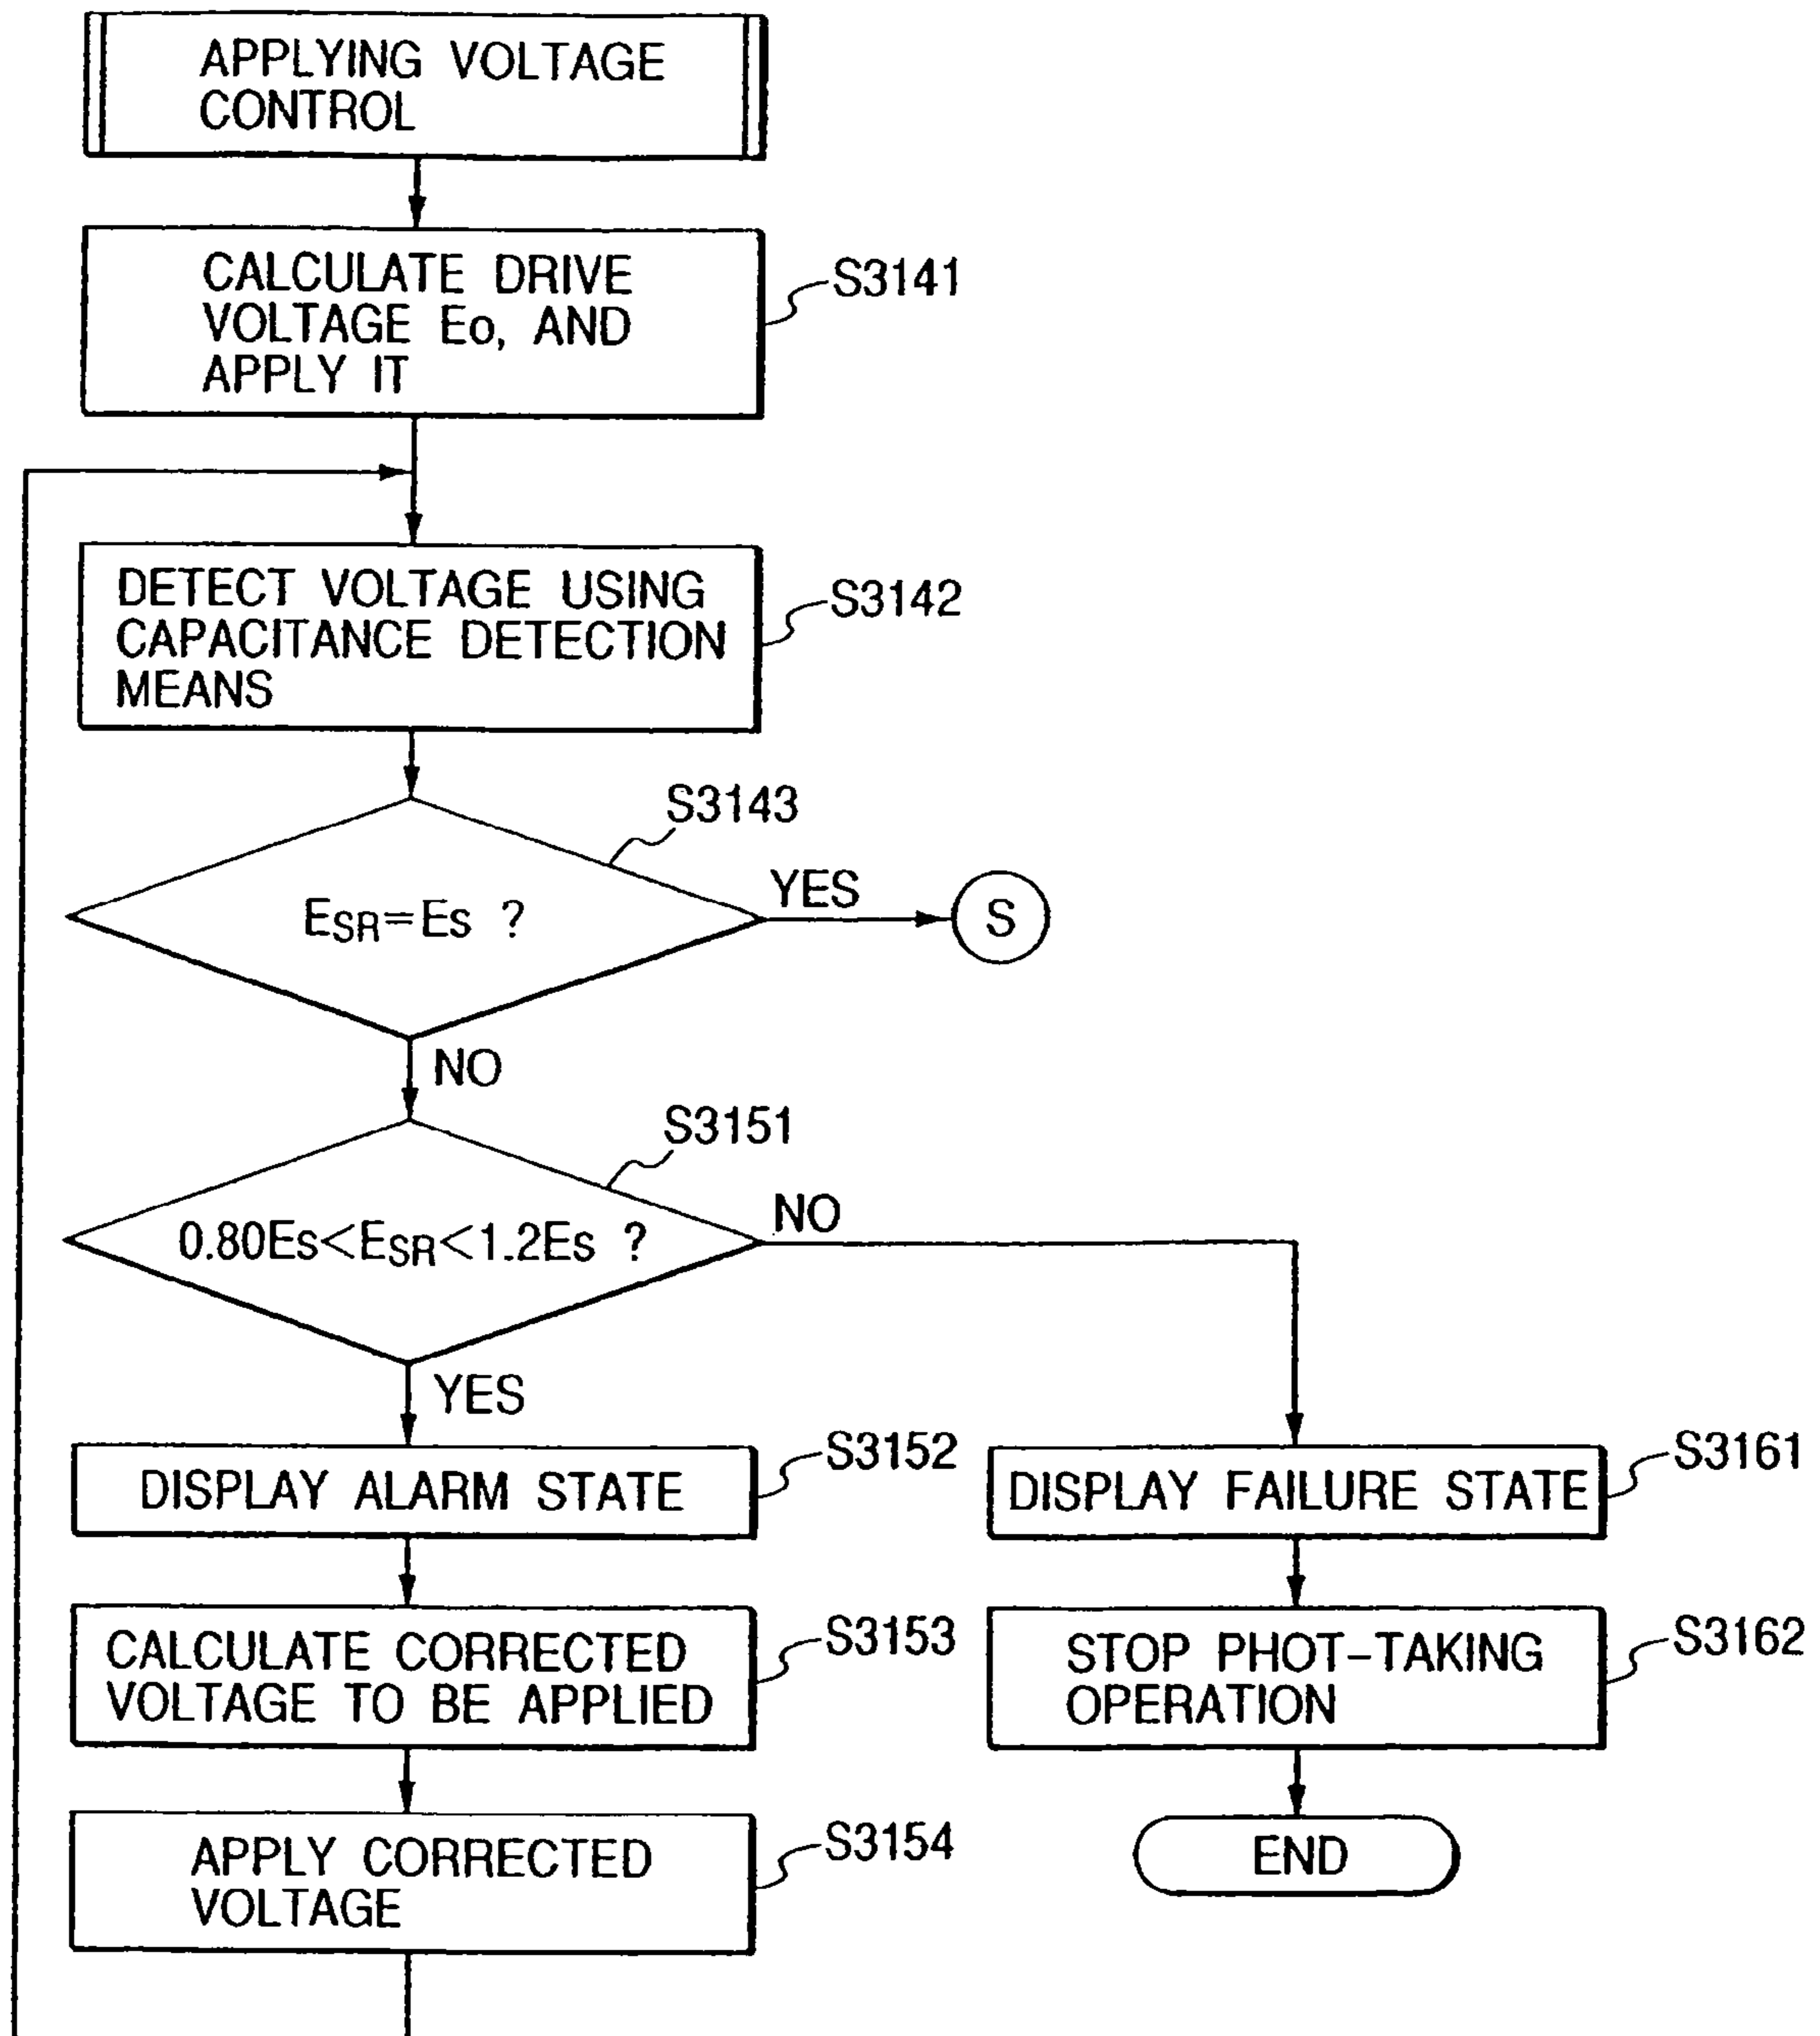 APPLYING VOLTAGE
CONTROL
CALCULATE DRIVE
VOLTAGE Eo, AND
APPLY IT
S3141
DETECT VOLTAGE USING
CAPACITANCE DETECTION
MEANS
S3142
S3143
ESR=Es ?
YES
S
NO
S3151
0.80Es<ESR<1.2Es ?
NO
YES
DISPLAY ALARM STATE
S3152
DISPLAY FAILURE STATE
S3161
CALCULATE CORRECTED
VOLTAGE TO BE APPLIED
S3153
STOP PHOT-TAKING
OPERATION
S3162
APPLY CORRECTED
VOLTAGE
S3154
END